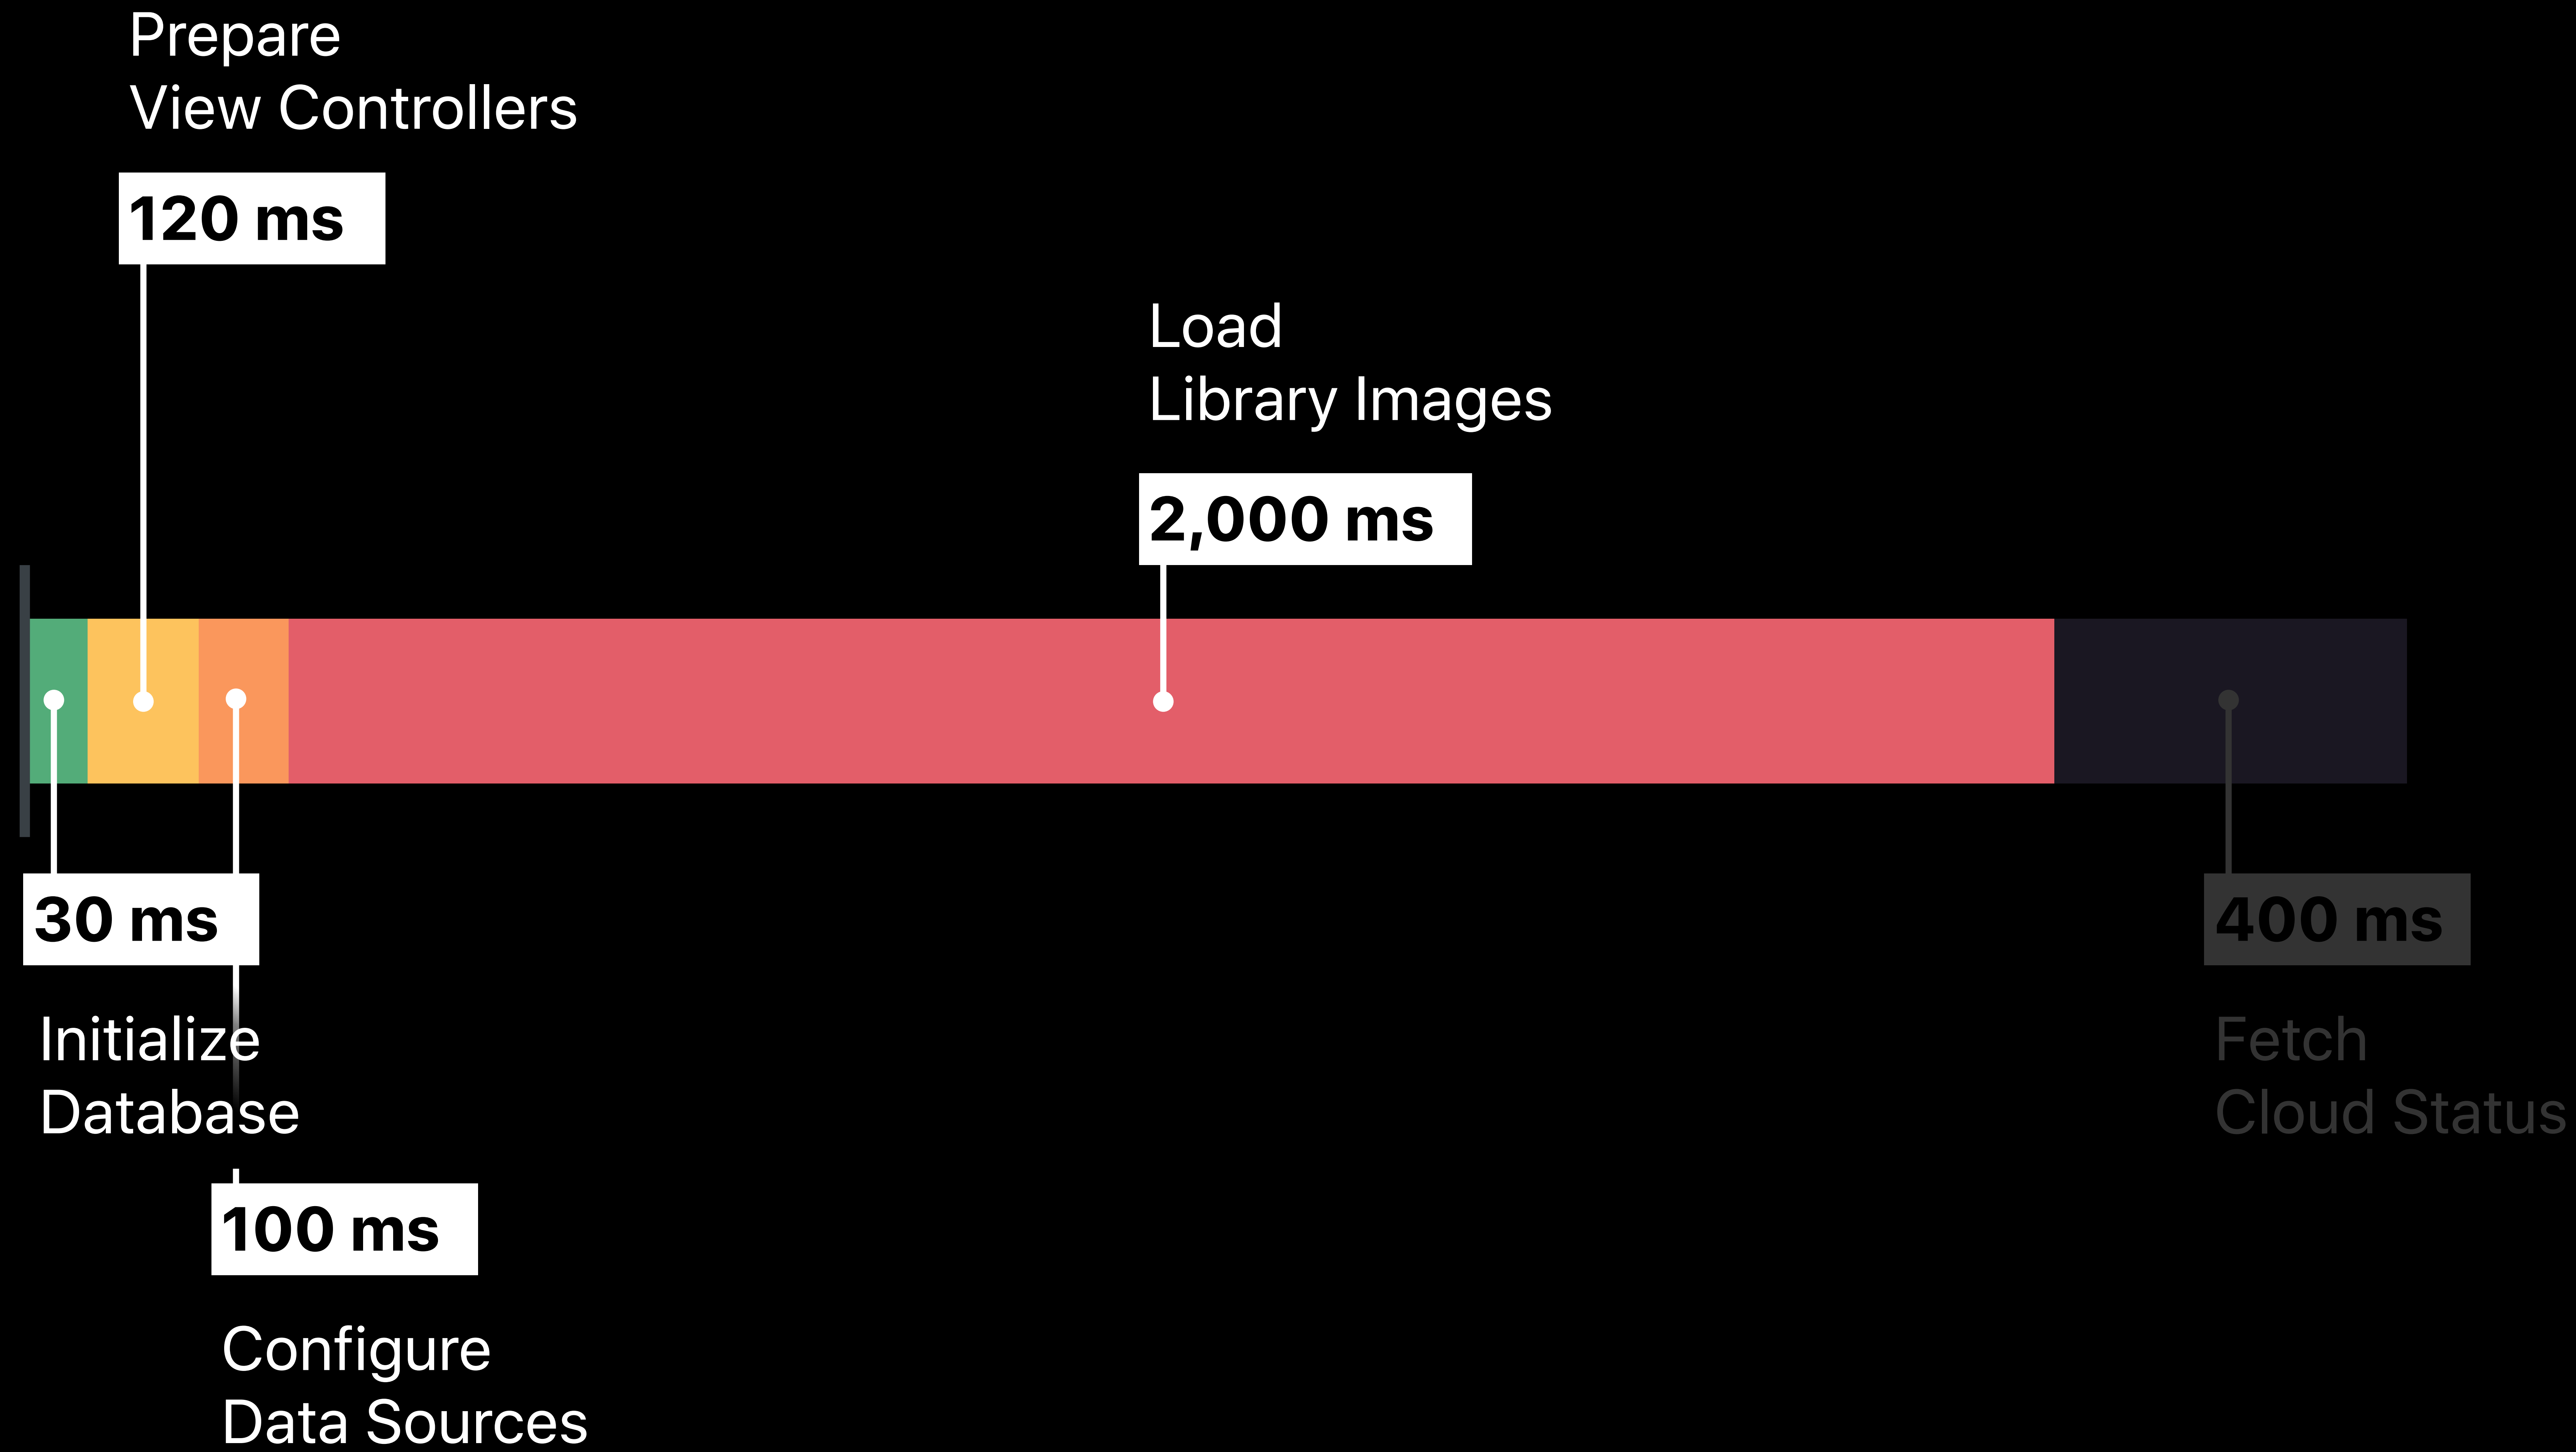 Prepare
View Controllers
120 ms
Load
Library Images
2,000 ms
30 ms
Initialize
Database
100 ms
Configure
Data Sources
400 ms
Fetch
Cloud Status